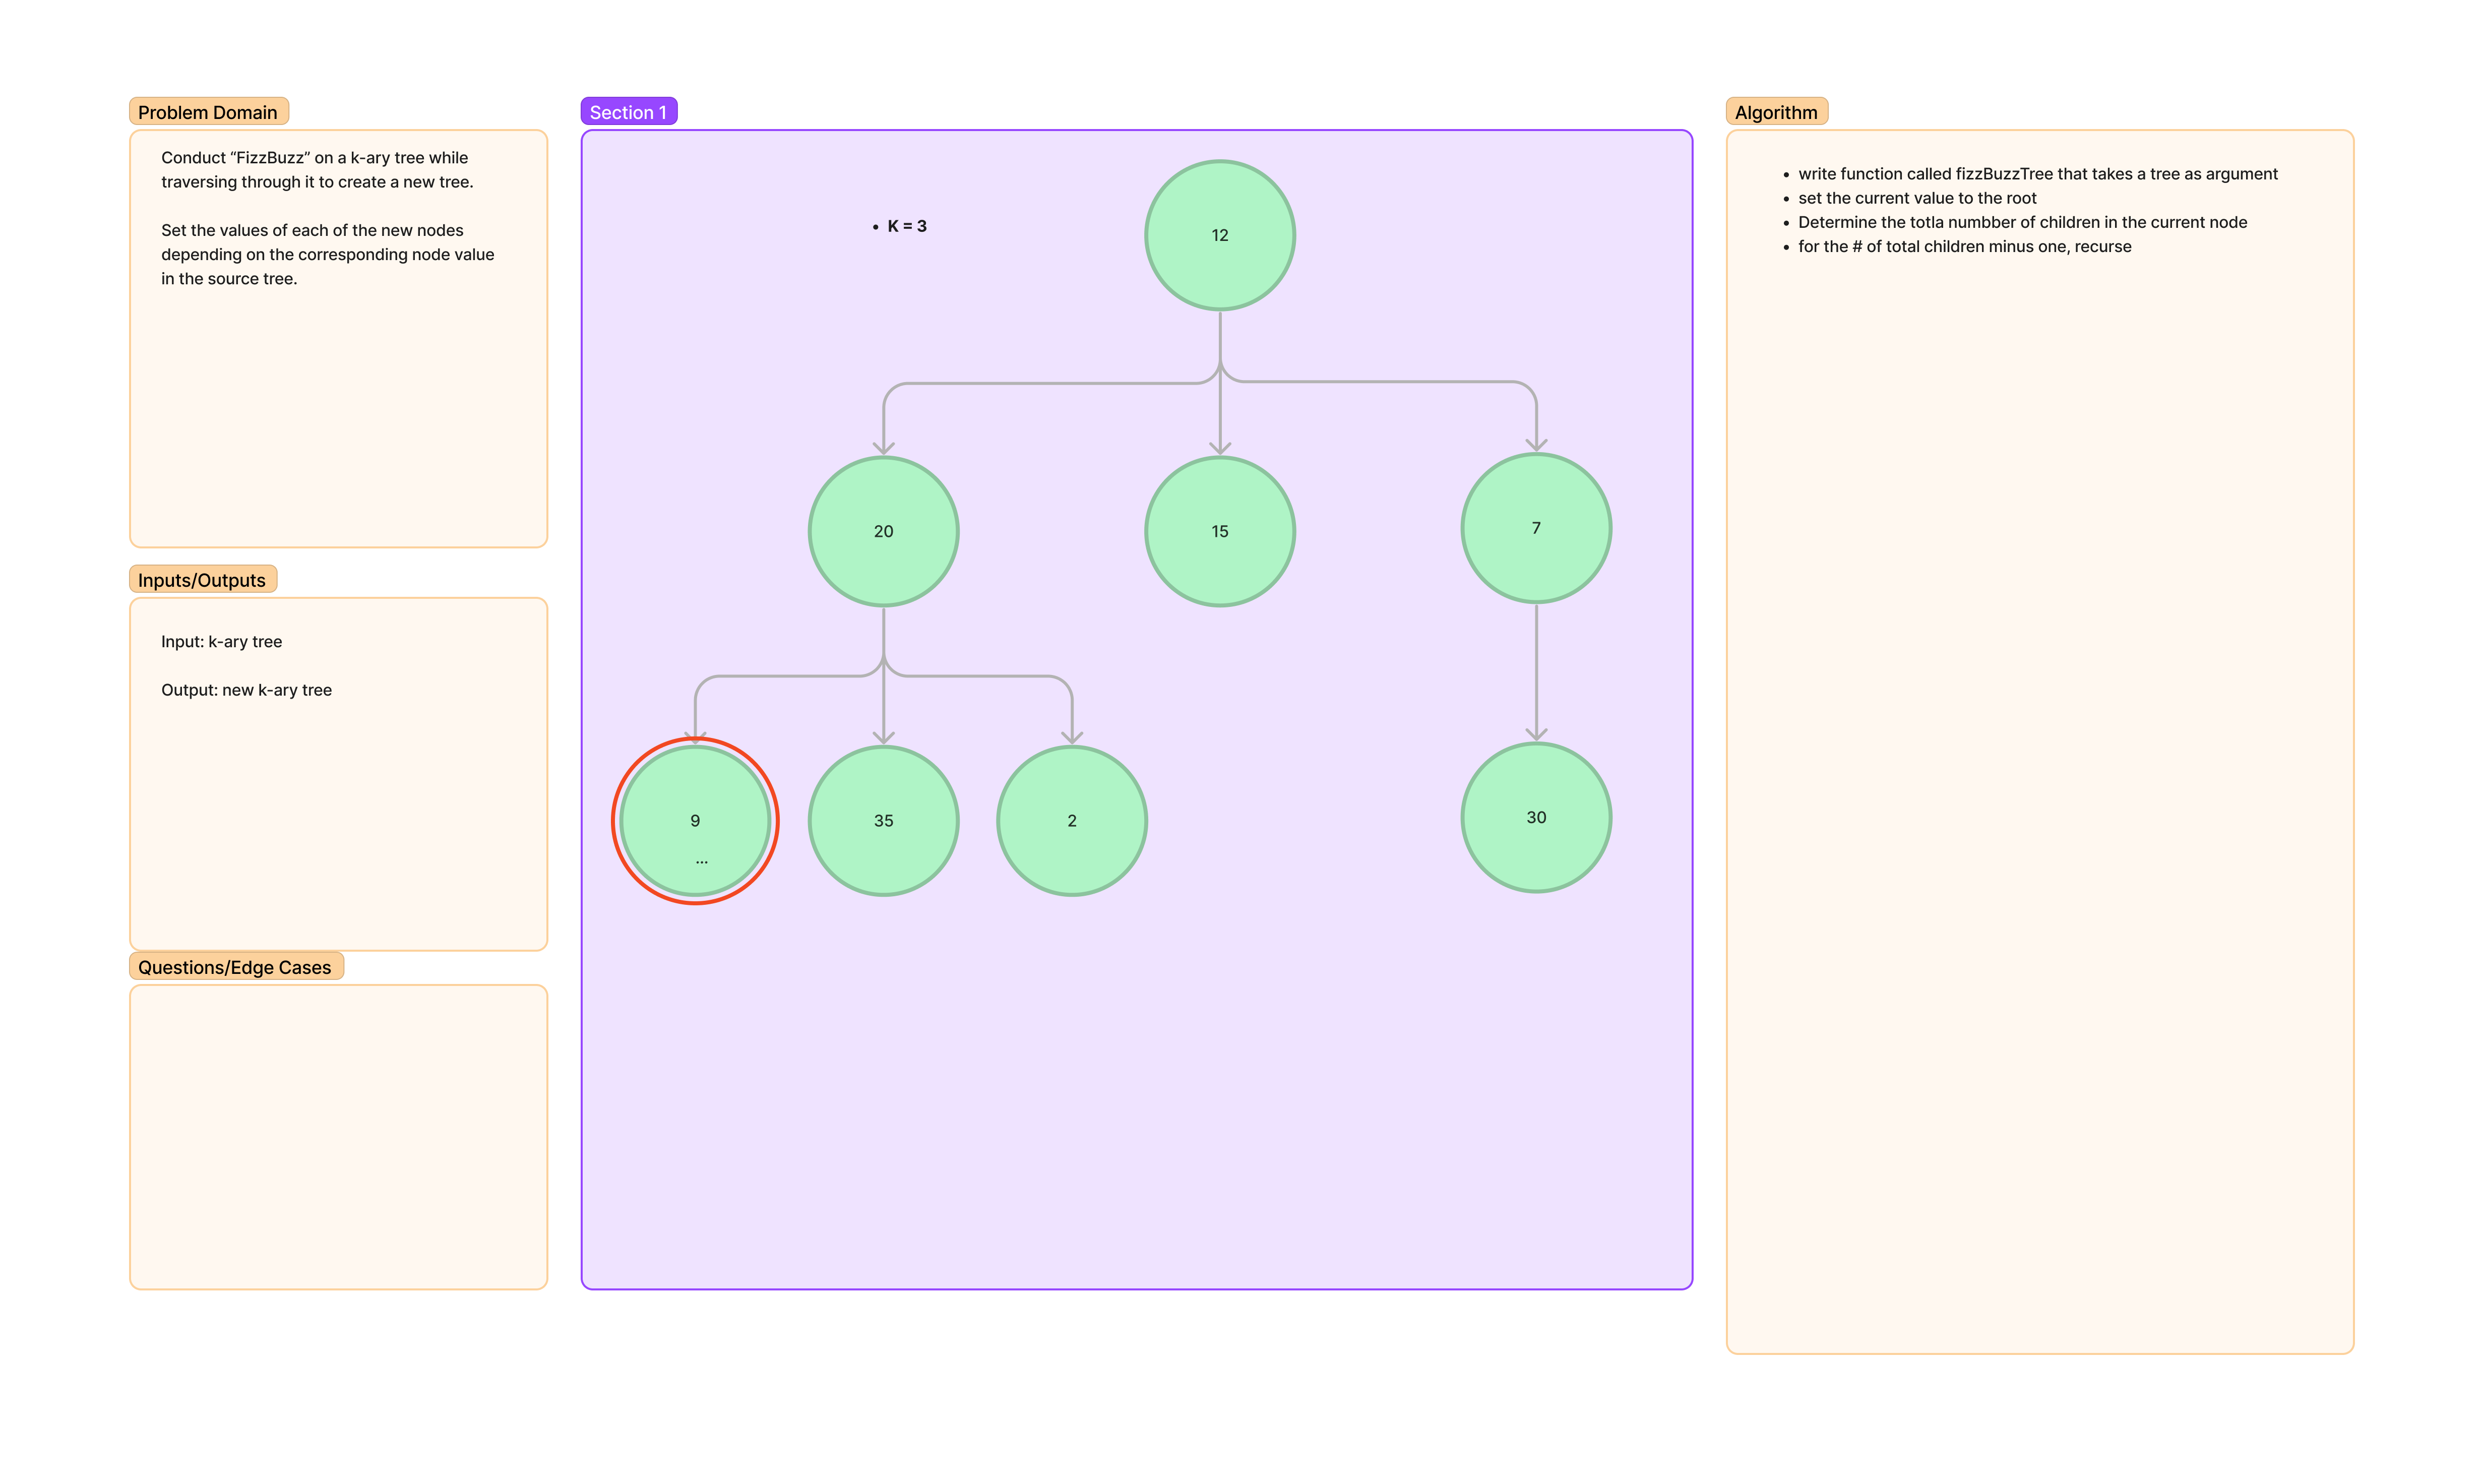 Problem Domain
Conduct “FizzBuzz” on a k-ary tree while
traversing through it to create a new tree.
Set the values of each of the new nodes
depending on the corresponding node value
in the source tree.
Inputs/Outputs
Input: k-ary tree
Output: new k-ary tree
Questions/Edge Cases
Section 1
• K = 3
12
20
15
7
9
...
35
2
30
Algorithm
• write function called fizzBuzzTree that takes a tree as argument
• set the current value to the root
• Determine the totla numbber of children in the current node
• for the # of total children minus one, recurse